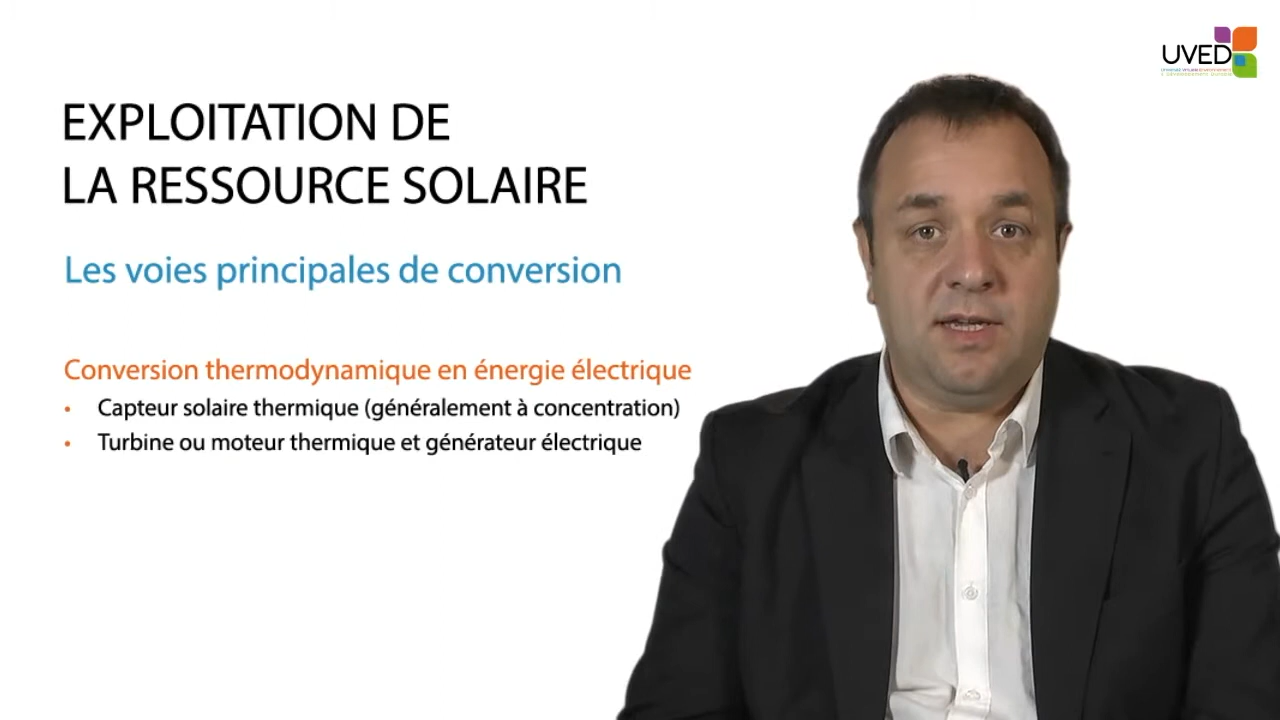 UVED
EXPLOITATION DE
LA RESSOURCE SOLAIRE
Les voies principales de conversion
Conversion thermodynamique en énergie électrique
• Capteur solaire thermique (généralement à concentration)
• Turbine ou moteur thermique et générateur électrique